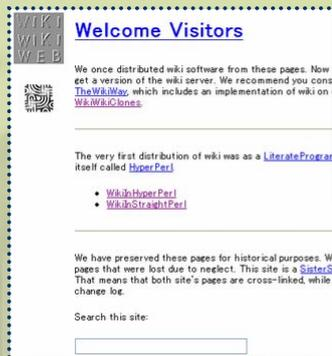 WIKI
WIKI
WEB
Welcome Visitors
We once distributed wiki software from these pages. Now
get a version of the wiki server. We recommend you cons
TheWikiWay, which includes an implementation of wiki on
WikiWikiClones.
The very first distribution of wiki was as a LiterateProgram
itself called HyperPerl.
WikiInHyperPerl
WikiInStraightPerl
We have preserved these pages for historical purposes. W
pages that were lost due to neglect. This site is a SisterS
That means that both site's pages are cross-linked, while
change log.
Search this site: